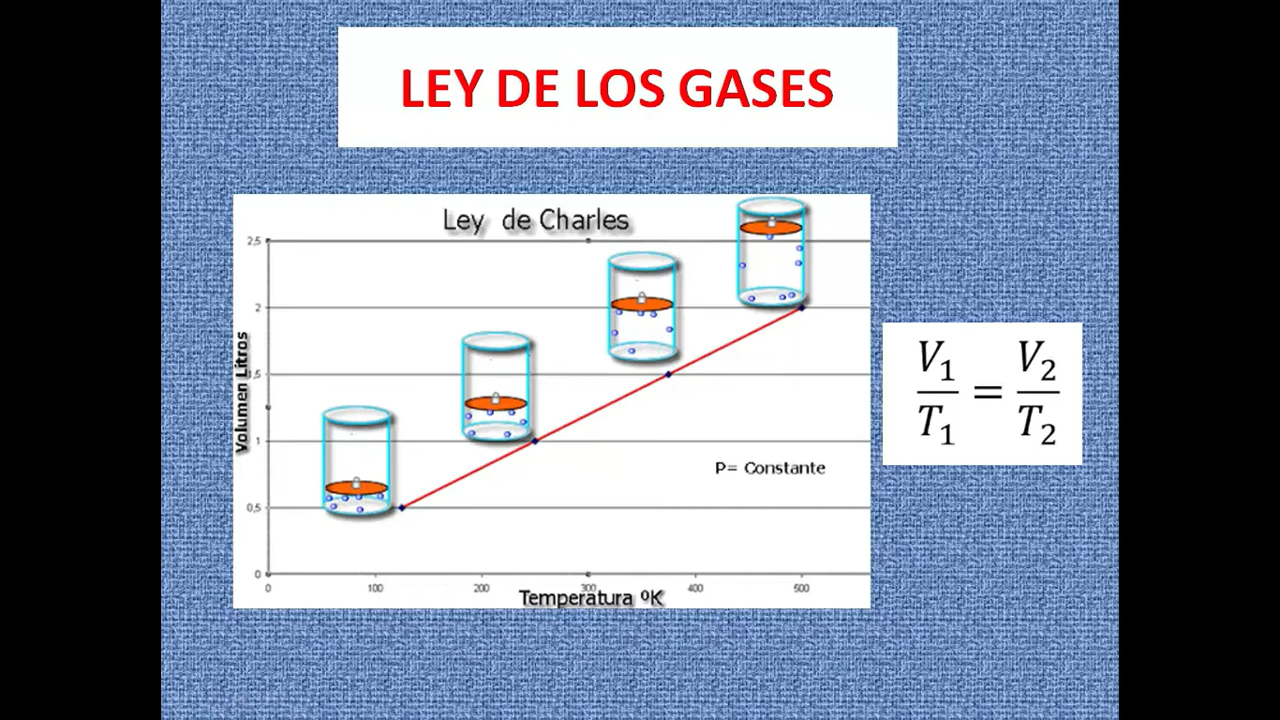 LEY DE LOS GASES
Ley de Charles
2,5
2
,5
1
0,5
0
Volumen Litros
0 100 200 300 400 500
Temperatura ºK
P= Constante
V₁/T₁ = V₂/T₂